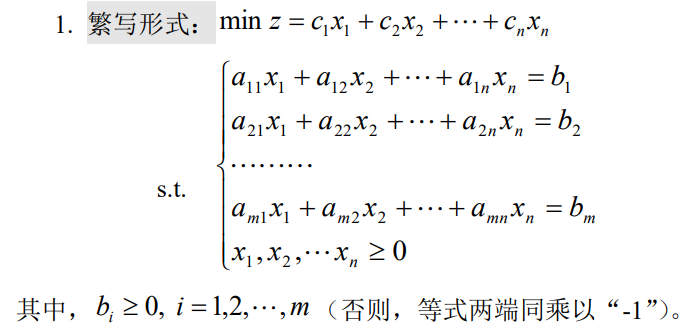 1. 繁写形式：min z = c₁x₁ + c₂x₂ + ⋯ + cₙxₙ
a₁₁x₁ + a₁₂x₂ + ⋯ + a₁ₙxₙ = b₁
a₂₁x₁ + a₂₂x₂ + ⋯ + a₂ₙxₙ = b₂
⋯⋯⋯
s.t.
aₘ₁x₁ + aₘ₂x₂ + ⋯ + aₘₙxₙ = bₘ
x₁, x₂, ⋯ xₙ ≥ 0
其中，bᵢ ≥ 0, i = 1,2,⋯,m（否则，等式两端同乘以“-1”）。